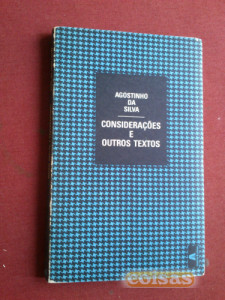 AGOSTINHO
DA
SILVA
CONSIDERAÇÕES
E
OUTROS TEXTOS
coisas